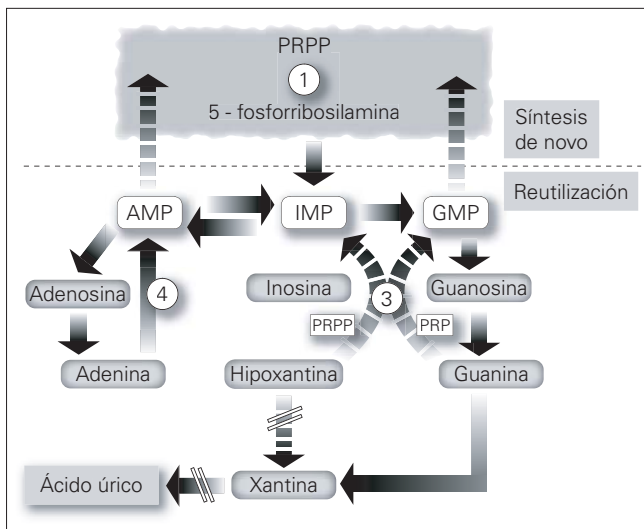 PRPP
1
5 - fosforribosilamina
Síntesis
de novo
Reutilización
AMP
IMP
GMP
Adenosina
4
Inosina
3
Guanosina
PRPP
PRP
Adenina
Hipoxantina
Guanina
Ácido úrico
Xantina